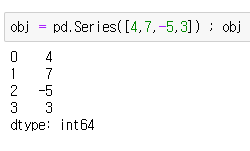 obj = pd.Series([4,7,-5,3]) ; obj
0    4
1    7
2   -5
3    3
dtype: int64